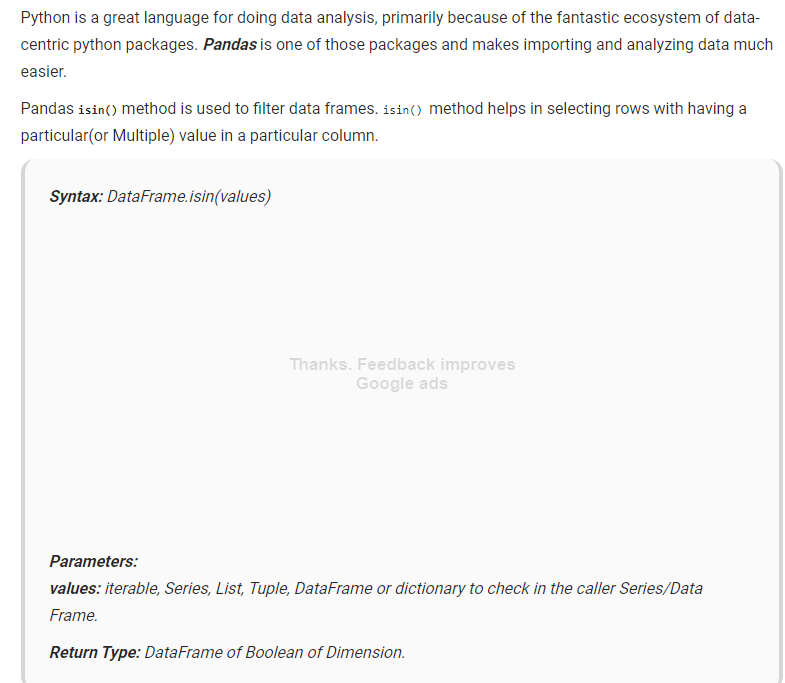 Python is a great language for doing data analysis, primarily because of the fantastic ecosystem of data-
centric python packages. Pandas is one of those packages and makes importing and analyzing data much
easier.
Pandas isin() method is used to filter data frames. isin() method helps in selecting rows with having a
particular(or Multiple) value in a particular column.
Syntax: DataFrame.isin(values)
Thanks. Feedback improves
Google ads
Parameters:
values: iterable, Series, List, Tuple, DataFrame or dictionary to check in the caller Series/Data
Frame.
Return Type: DataFrame of Boolean of Dimension.